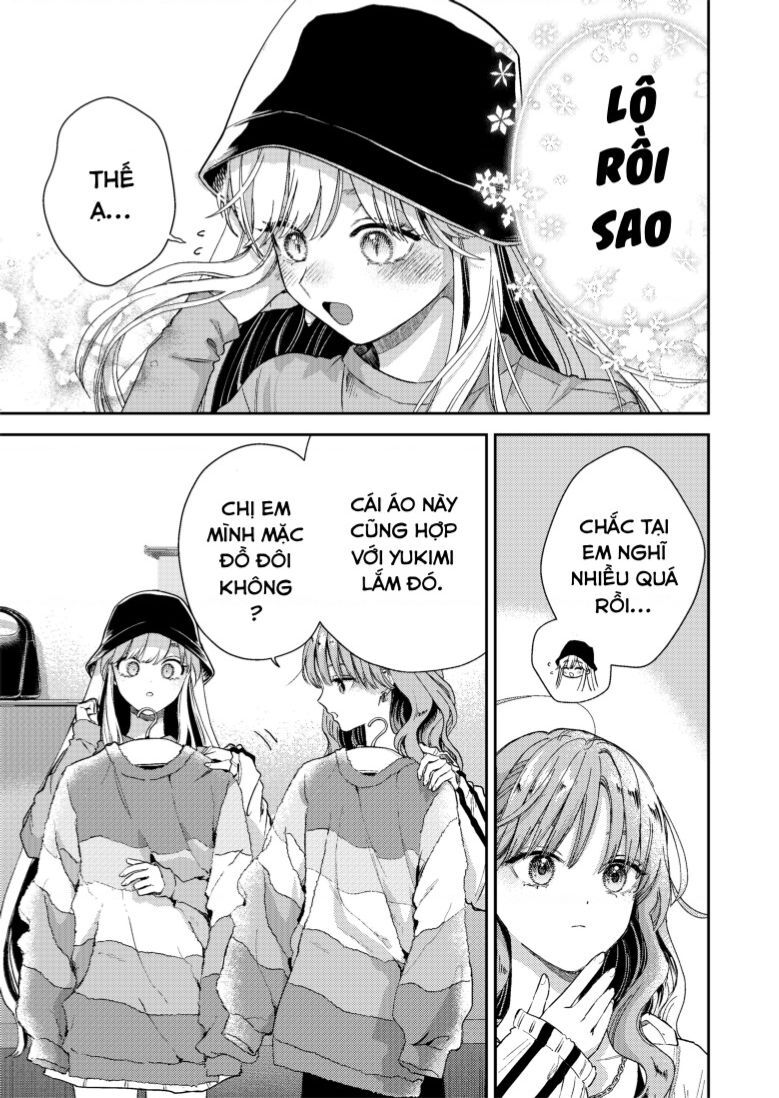 LỘ
RỒI
SAO
THẾ
Ạ...
CHẮC TẠI
EM NGHĨ
NHIỀU QUÁ
RỒI...
CÁI ÁO NÀY
CŨNG HỢP
VỚI YUKIMI
LẮM ĐÓ.
CHỊ EM
MÌNH MẶC
ĐỒ ĐÔI
KHÔNG
?